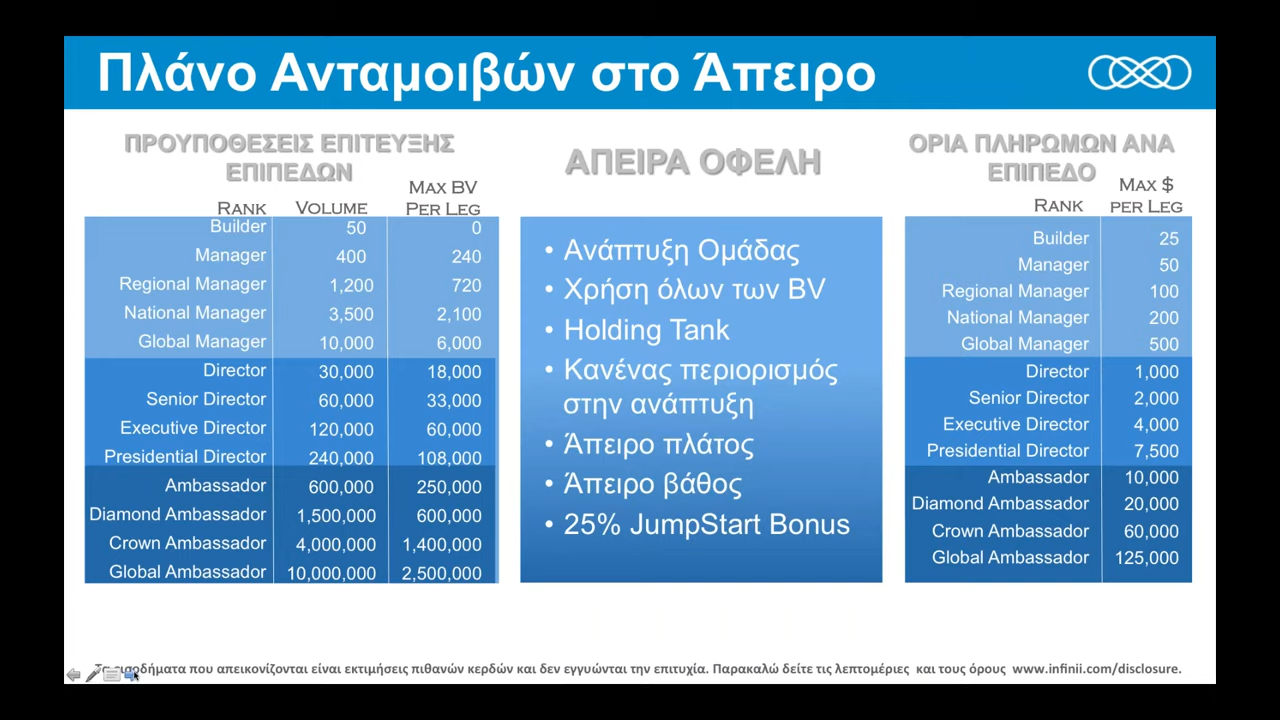 Πλάνο Ανταμοιβών στο Άπειρο
ΠΡΟΥΠΟΘΕΣΕΙΣ ΕΠΙΤΕΥΞΗΣ
ΕΠΙΠΕΔΩΝ
RANK VOLUME MAX BV PER LEG
Builder 50 0
Manager 400 240
Regional Manager 1,200 720
National Manager 3,500 2,100
Global Manager 10,000 6,000
Director 30,000 18,000
Senior Director 60,000 33,000
Executive Director 120,000 60,000
Presidential Director 240,000 108,000
Ambassador 600,000 250,000
Diamond Ambassador 1,500,000 600,000
Crown Ambassador 4,000,000 1,400,000
Global Ambassador 10,000,000 2,500,000
ΑΠΕΙΡΑ ΟΦΕΛΗ
• Ανάπτυξη Ομάδας
• Χρήση όλων των BV
• Holding Tank
• Κανένας περιορισμός
στην ανάπτυξη
• Άπειρο πλάτος
• Άπειρο βάθος
• 25% JumpStart Bonus
ΟΡΙΑ ΠΛΗΡΩΜΩΝ ΑΝΑ
ΕΠΙΠΕΔΟ
RANK MAX $ PER LEG
Builder 25
Manager 50
Regional Manager 100
National Manager 200
Global Manager 500
Director 1,000
Senior Director 2,000
Executive Director 4,000
Presidential Director 7,500
Ambassador 10,000
Diamond Ambassador 20,000
Crown Ambassador 60,000
Global Ambassador 125,000
Τα εισοδήματα που απεικονίζονται είναι εκτιμήσεις πιθανών κερδών και δεν εγγυώνται την επιτυχία. Παρακαλώ δείτε τις λεπτομέριες και τους όρους www.infinii.com/disclosure.